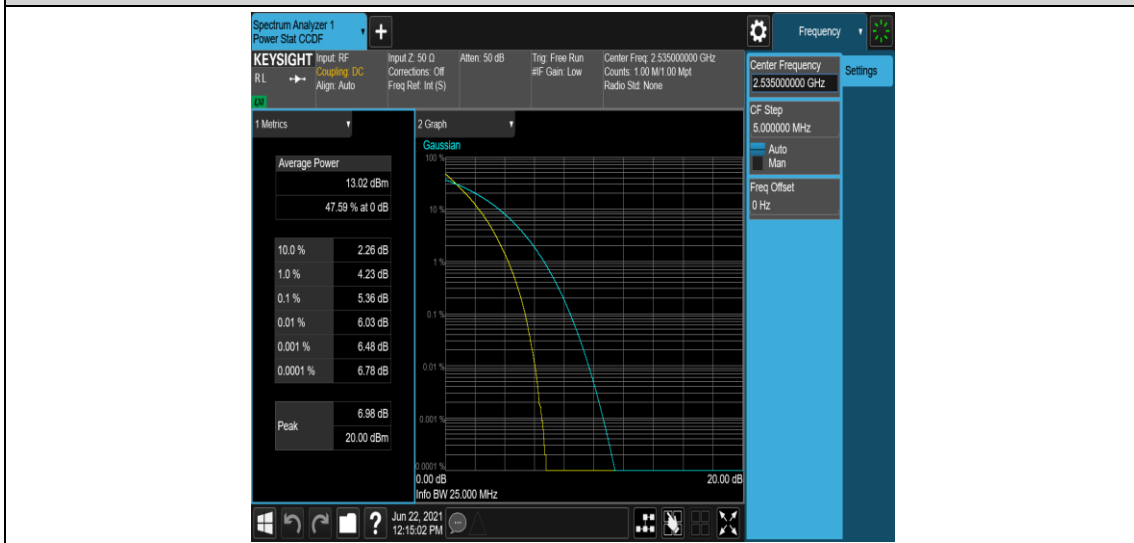 Spectrum Analyzer 1
Power Stat CCDF
+
Frequency
KEYSIGHT
RL
LXI
Input: RF
Coupling: DC
Align: Auto
Input Z: 50 Ω
Corrections: Off
Freq Ref: Int (S)
Atten: 50 dB
Trig: Free Run
#IF Gain: Low
Center Freq: 2.535000000 GHz
Counts: 1.00 M/1.00 Mpt
Radio Std: None
Center Frequency
2.535000000 GHz
Settings
CF Step
5.000000 MHz
Auto
Man
Freq Offset
0 Hz
1 Metrics
Average Power
13.02 dBm
47.59 % at 0 dB
10.0 % 2.26 dB
1.0 % 4.23 dB
0.1 % 5.36 dB
0.01 % 6.03 dB
0.001 % 6.48 dB
0.0001 % 6.78 dB
Peak 6.98 dB
20.00 dBm
2 Graph
Gaussian
100 %
10 %
1 %
0.1 %
0.01 %
0.001 %
0.0001 %
0.00 dB 20.00 dB
Info BW 25.000 MHz
?
Jun 22, 2021
12:15:02 PM